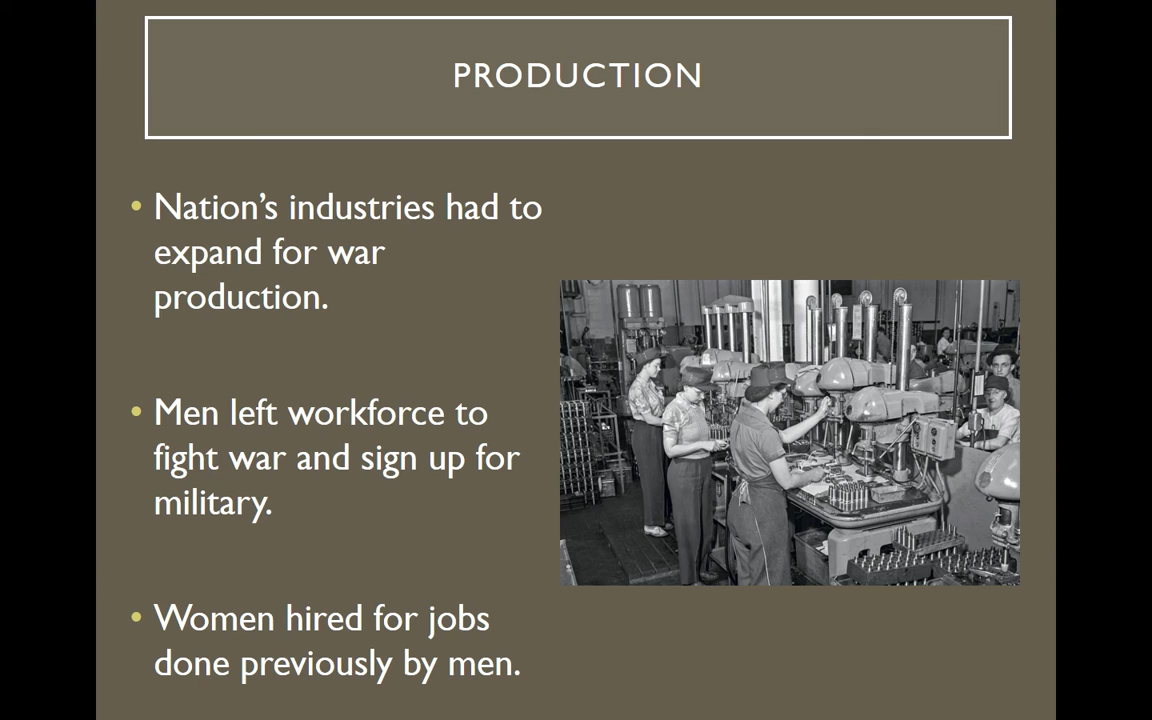 PRODUCTION
• Nation’s industries had to
expand for war
production.
• Men left workforce to
fight war and sign up for
military.
• Women hired for jobs
done previously by men.